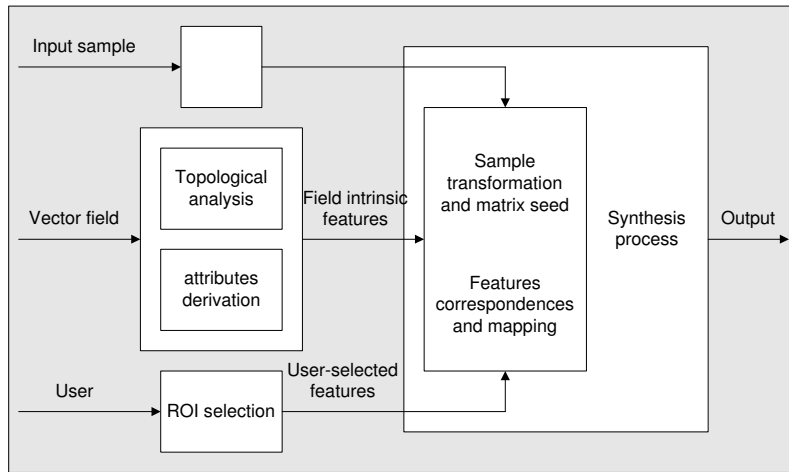 Input sample
Topological
analysis
attributes
derivation
Vector field
Field intrinsic
features
Sample
transformation
and matrix seed
Features
correspondences
and mapping
Synthesis
process
Output
User
ROI selection
User-selected
features